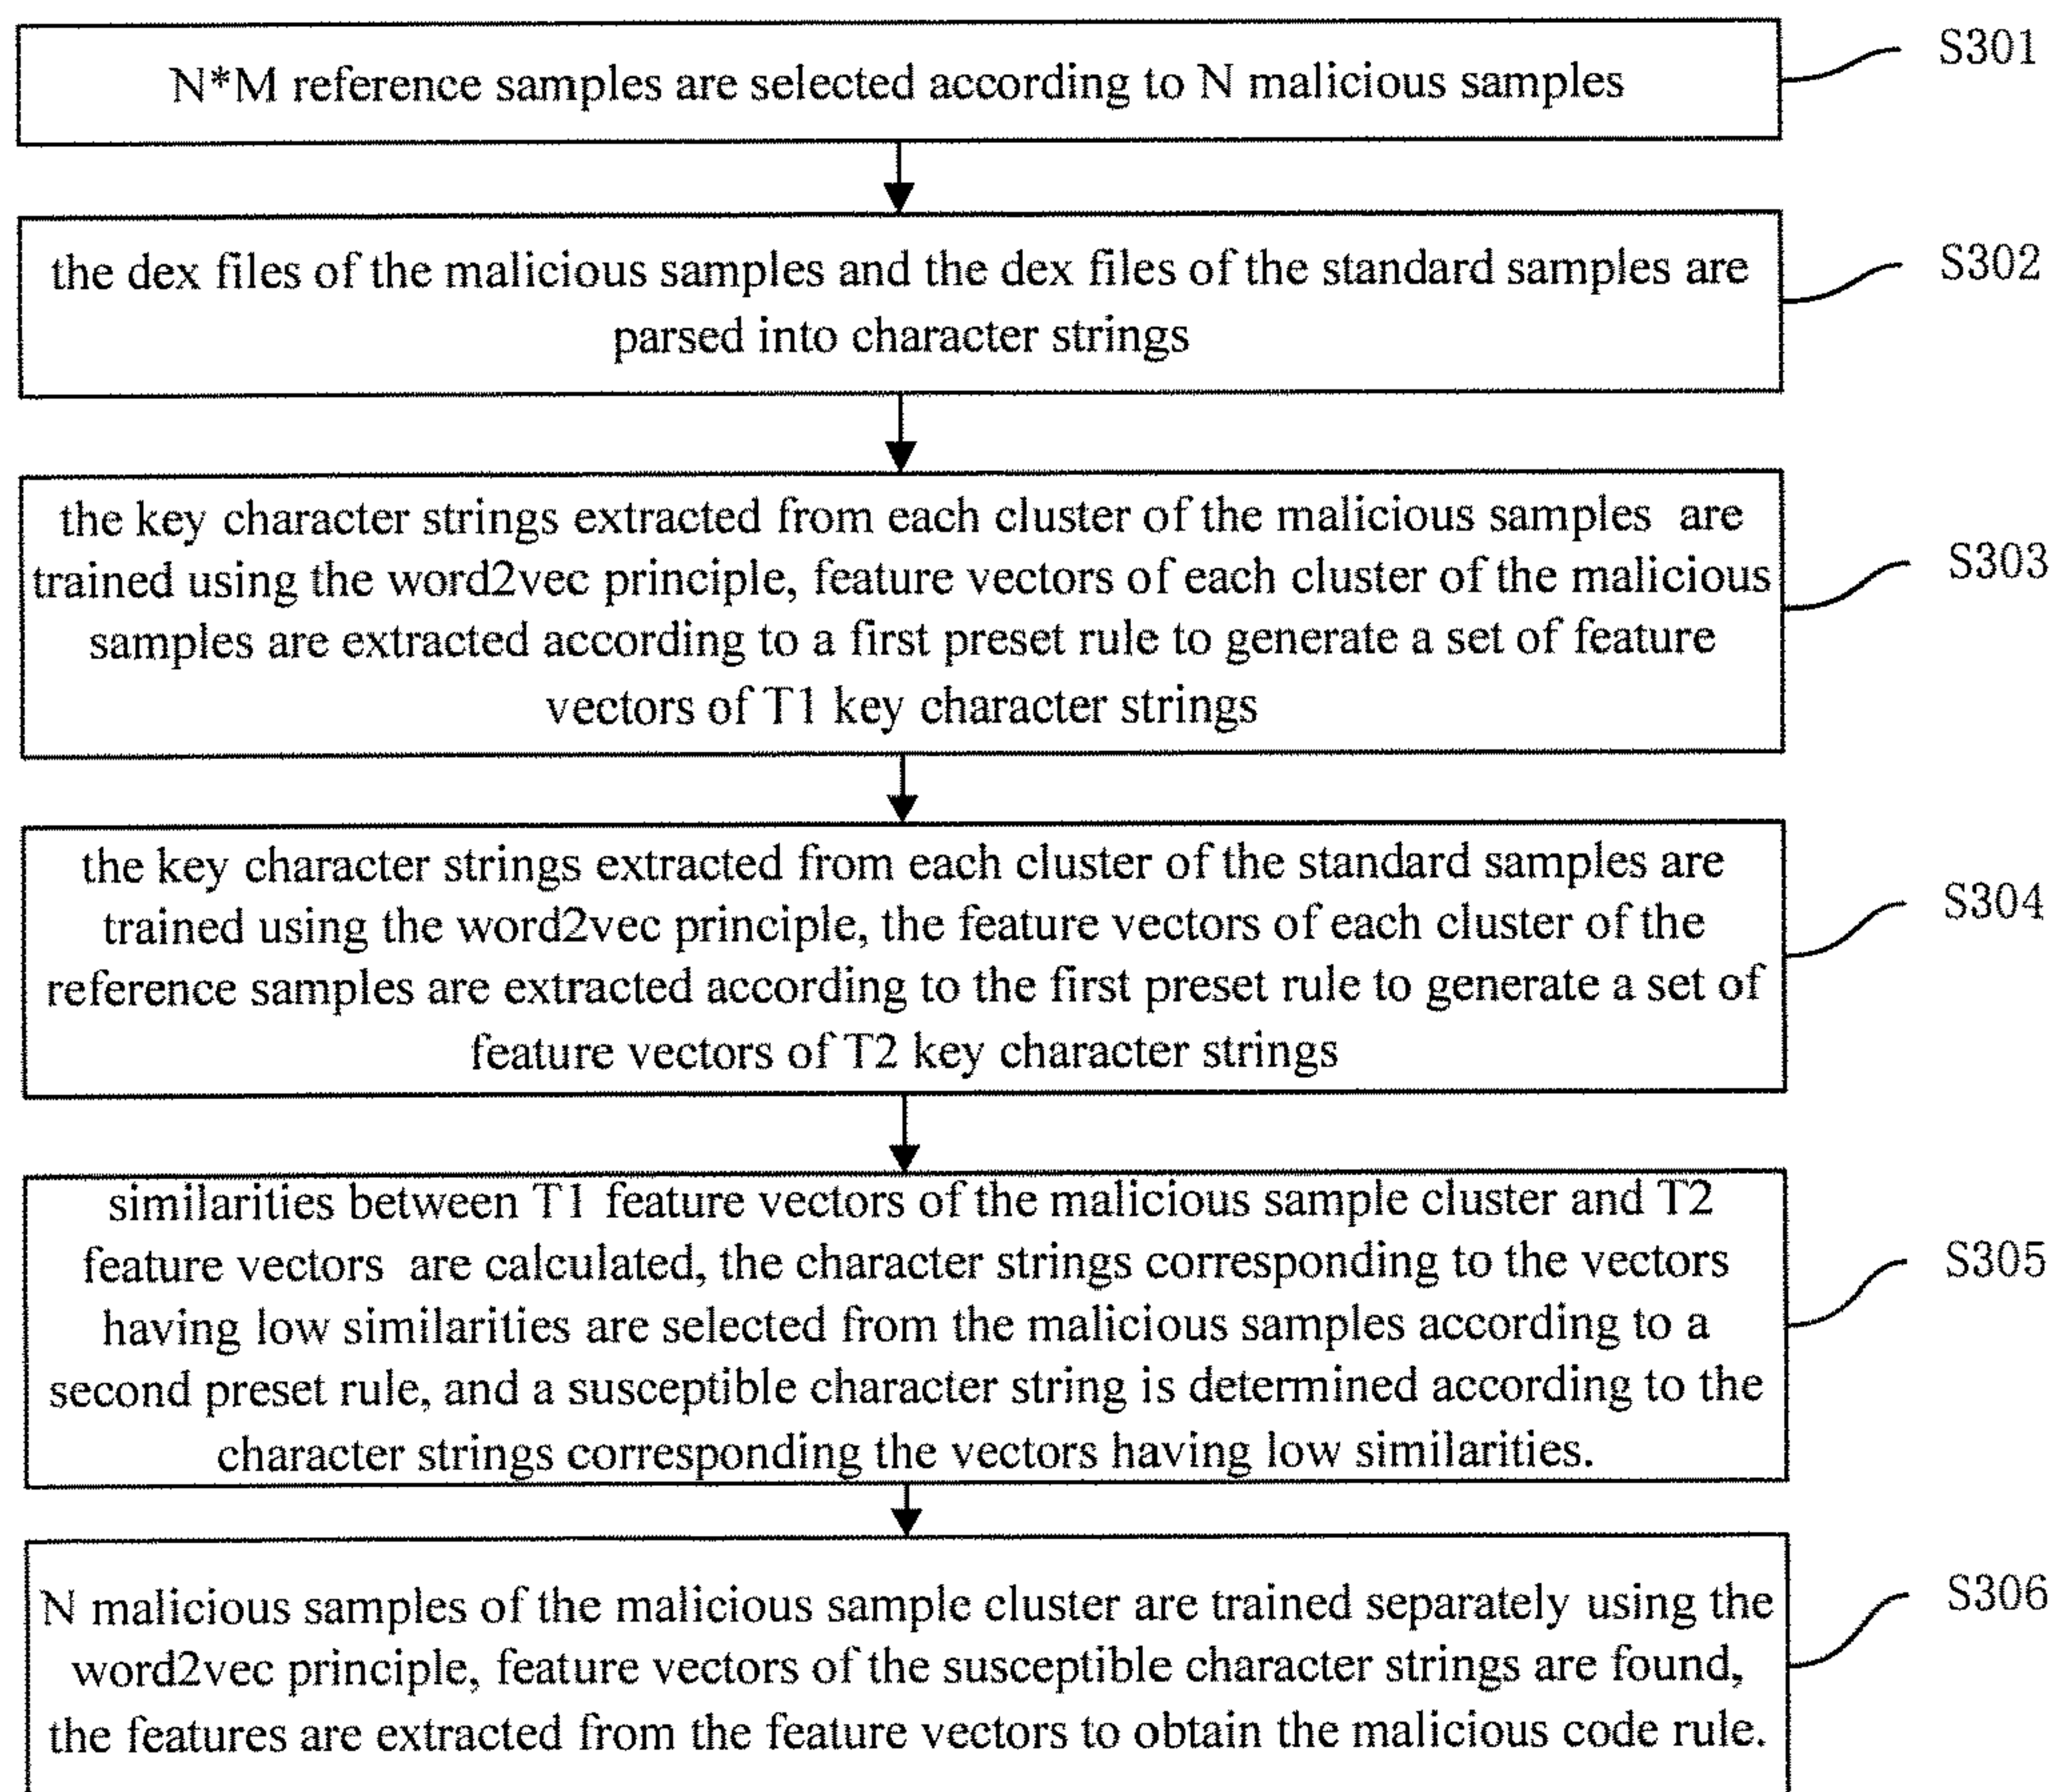 N*M reference samples are selected according to N malicious samples
S301
the dex files of the malicious samples and the dex files of the standard samples are
parsed into character strings
S302
the key character strings extracted from each cluster of the malicious samples are
trained using the word2vec principle, feature vectors of each cluster of the malicious
samples are extracted according to a first preset rule to generate a set of feature
vectors of T1 key character strings
S303
the key character strings extracted from each cluster of the standard samples are
trained using the word2vec principle, the feature vectors of each cluster of the
reference samples are extracted according to the first preset rule to generate a set of
feature vectors of T2 key character strings
S304
similarities between T1 feature vectors of the malicious sample cluster and T2
feature vectors are calculated, the character strings corresponding to the vectors
having low similarities are selected from the malicious samples according to a
second preset rule, and a susceptible character string is determined according to the
character strings corresponding the vectors having low similarities.
S305
N malicious samples of the malicious sample cluster are trained separately using the
word2vec principle, feature vectors of the susceptible character strings are found,
the features are extracted from the feature vectors to obtain the malicious code rule.
S306